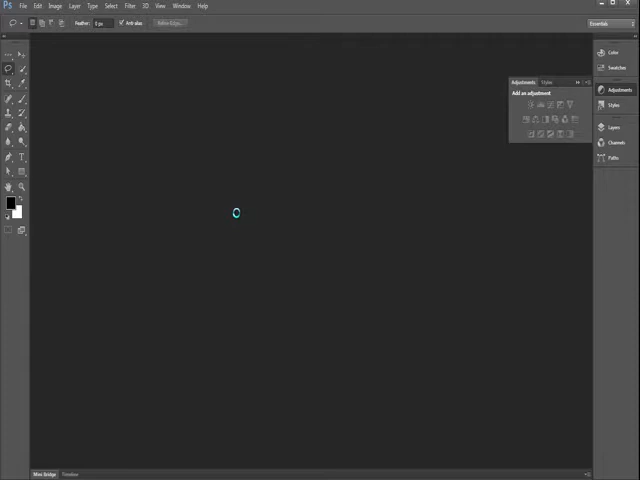 Ps File Edit Image Layer Type Select Filter 3D View Window Help
Feather: 0 px Anti-alias Refine Edge... Essentials
Color
Swatches
Adjustments Styles
Add an adjustment
Adjustments
Styles
Layers
Channels
Paths
Mini Bridge Timeline